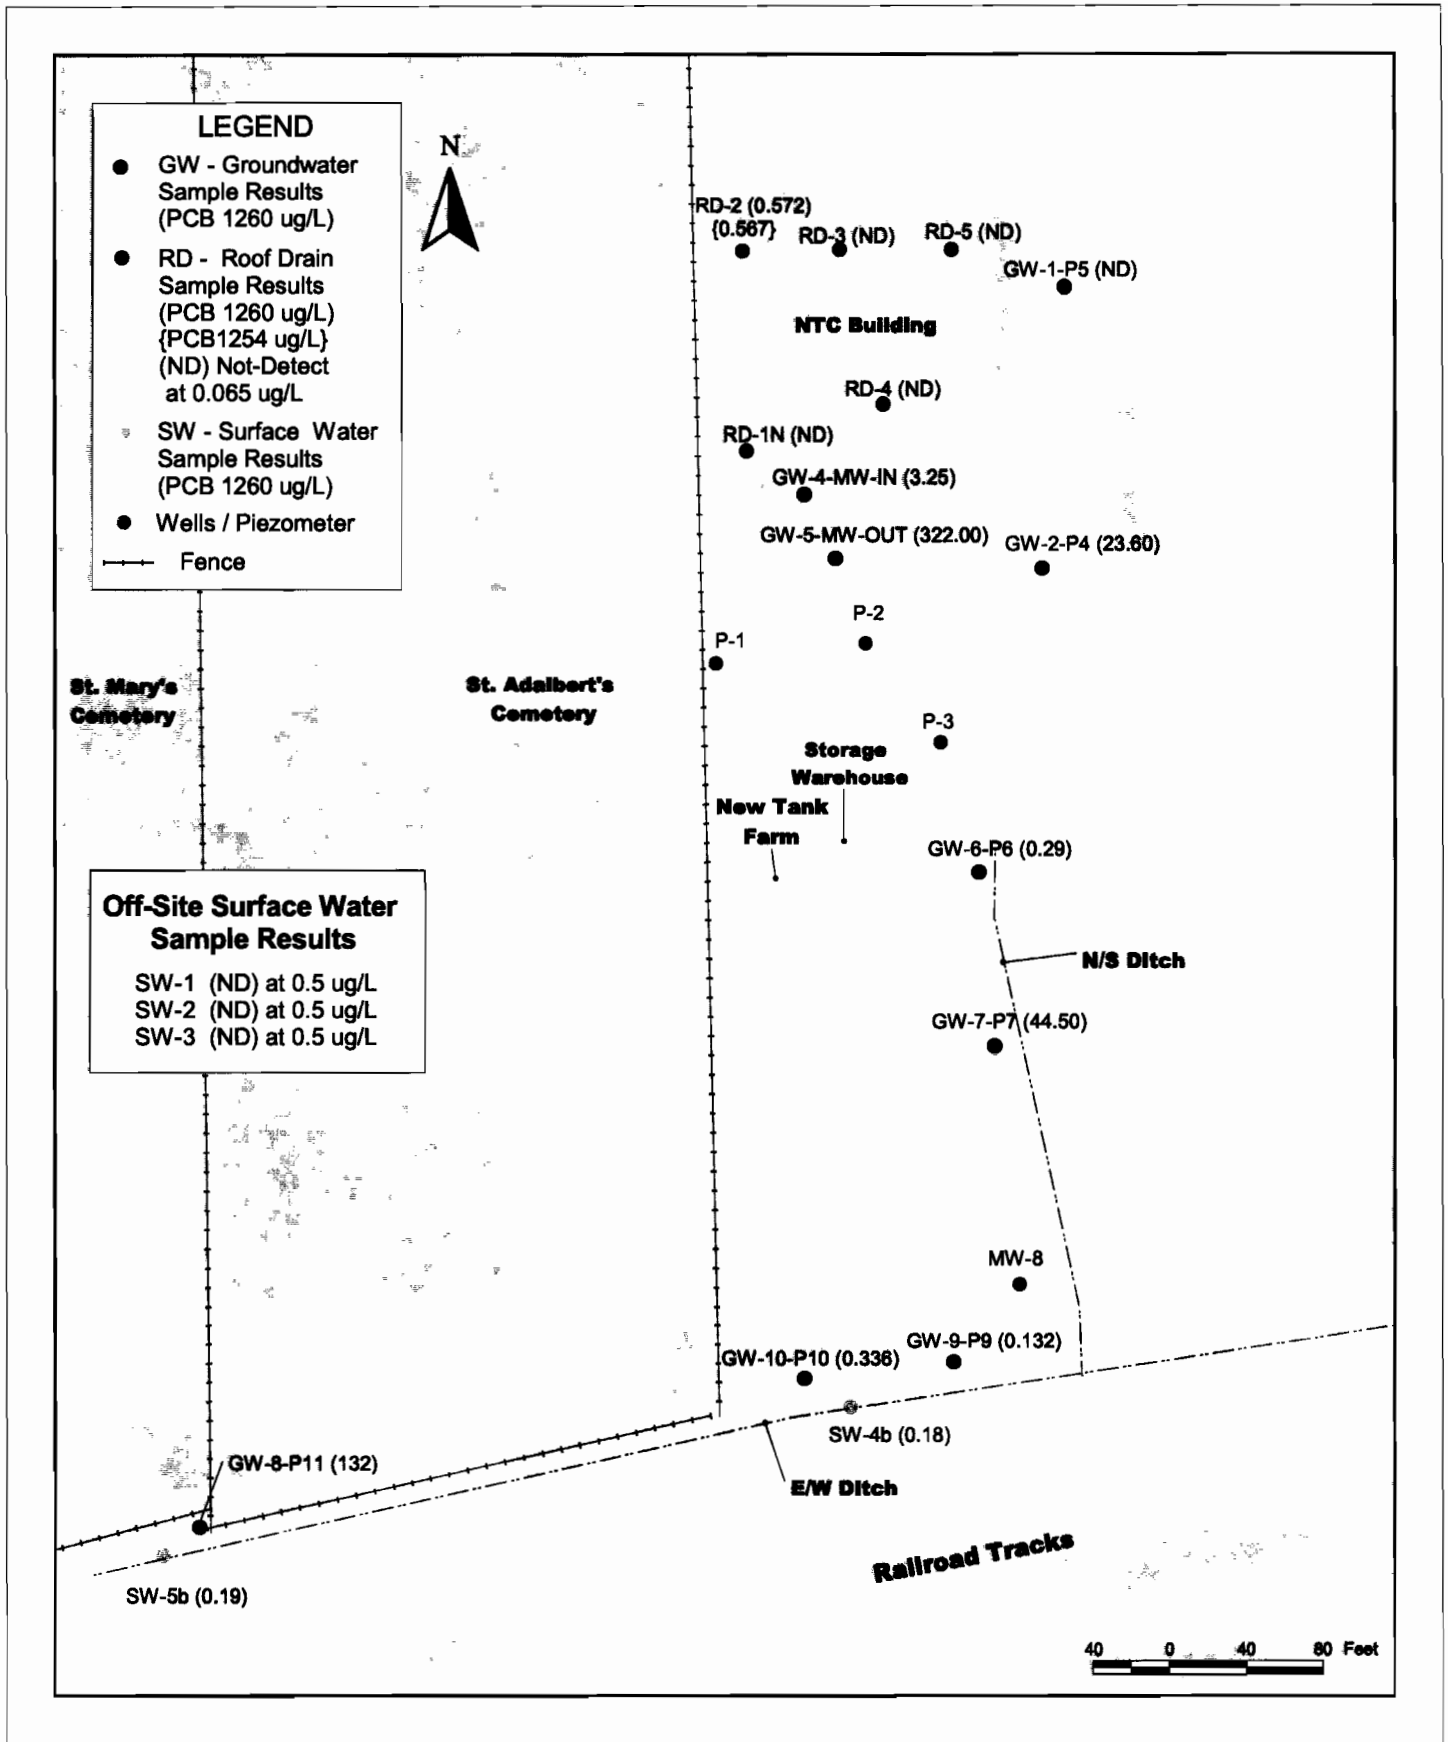 LEGEND
GW - Groundwater
Sample Results
(PCB 1260 ug/L)
RD - Roof Drain
Sample Results
(PCB 1260 ug/L)
{PCB1254 ug/L}
(ND) Not-Detect
at 0.065 ug/L
SW - Surface Water
Sample Results
(PCB 1260 ug/L)
Wells / Piezometer
Fence
N
RD-2 (0.572)
{0.567}
RD-3 (ND)
RD-5 (ND)
GW-1-P5 (ND)
NTC Building
RD-4 (ND)
RD-1N (ND)
GW-4-MW-IN (3.25)
GW-5-MW-OUT (322.00)
GW-2-P4 (23.60)
P-2
P-1
St. Mary's
Cemetery
St. Adalbert's
Cemetery
P-3
Storage
Warehouse
New Tank
Farm
GW-6-P6 (0.29)
Off-Site Surface Water
Sample Results
SW-1 (ND) at 0.5 ug/L
SW-2 (ND) at 0.5 ug/L
SW-3 (ND) at 0.5 ug/L
N/S Ditch
GW-7-P7 (44.50)
MW-8
GW-9-P9 (0.132)
GW-10-P10 (0.336)
SW-4b (0.18)
GW-8-P11 (132)
E/W Ditch
Railroad Tracks
SW-5b (0.19)
40 0 40 80 Feet